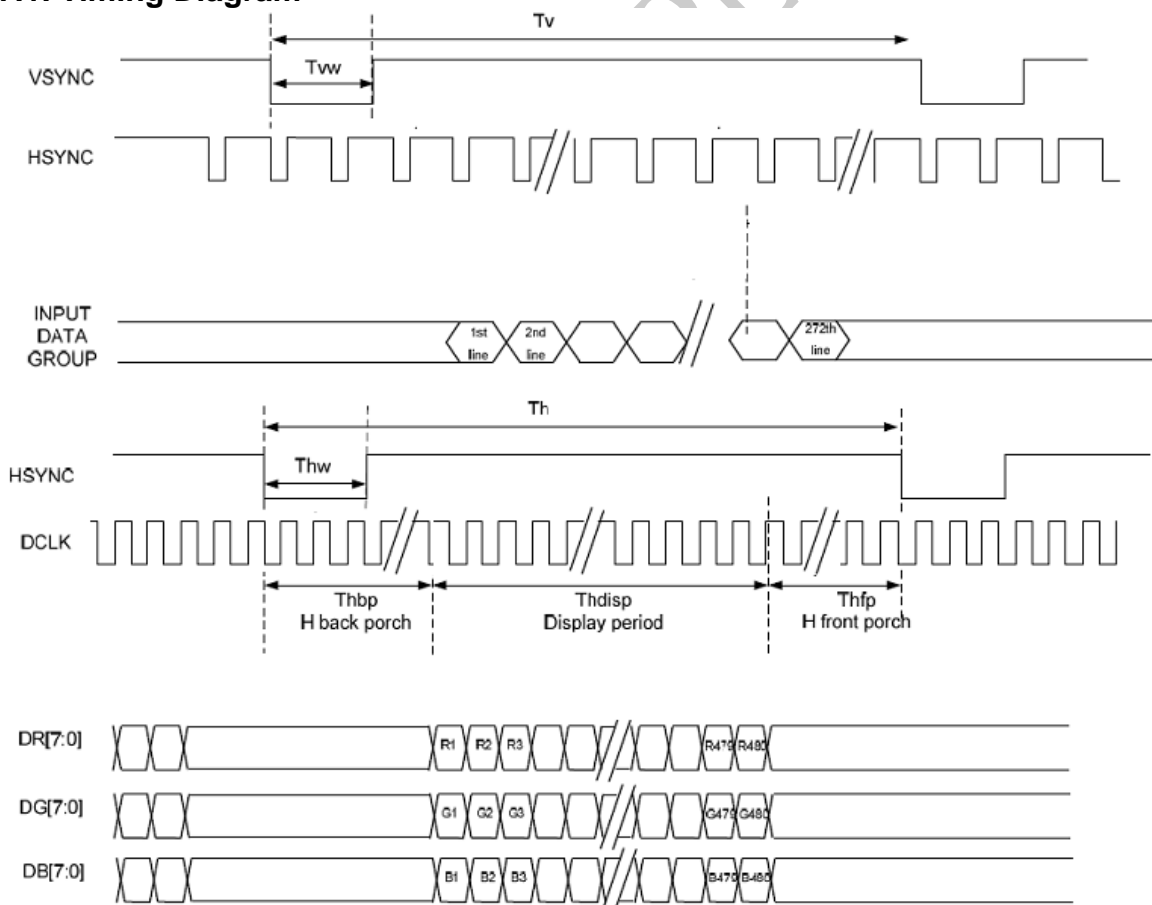 Timing Diagram
Tv
VSYNC
Tvw
HSYNC
INPUT
DATA
GROUP
1st
line
2nd
line
272th
line
Th
HSYNC
Thw
DCLK
Thbp
H back porch
Thdisp
Display period
Thfp
H front porch
DR[7:0]
R1 R2 R3 R479 R480
DG[7:0]
G1 G2 G3 G479 G480
DB[7:0]
B1 B2 B3 B479 B480